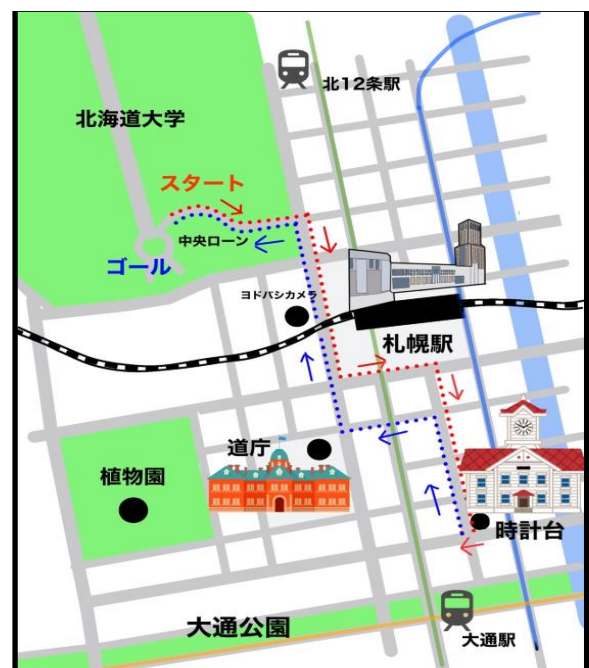 北12条駅
北海道大学
スタート
中央ローン
ゴール
ヨドバシカメラ
札幌駅
道庁
植物園
時計台
大通公園
大通駅